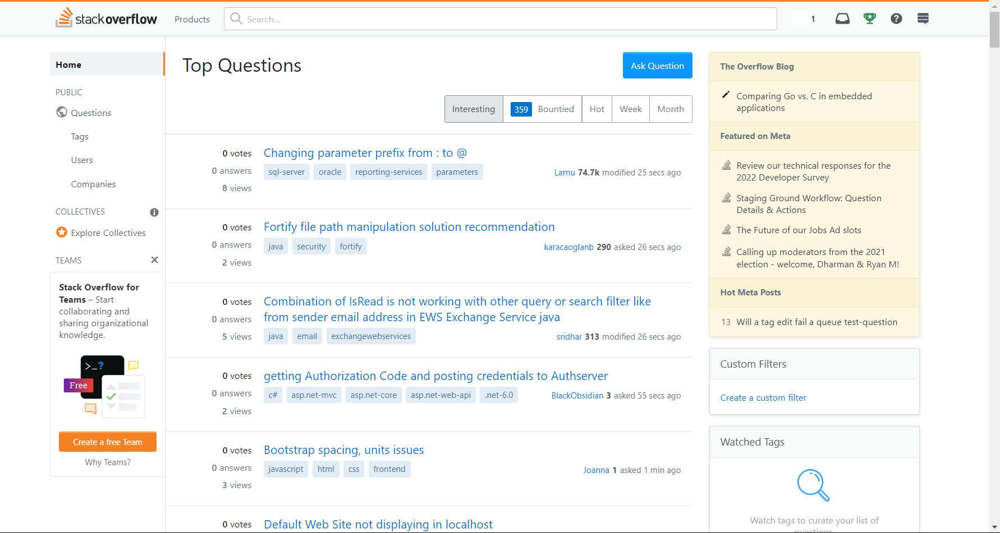 stack overflow
Products
Search...
1
Home
PUBLIC
Questions
Tags
Users
Companies
COLLECTIVES
Explore Collectives
TEAMS
Stack Overflow for
Teams – Start
collaborating and
sharing organizational
knowledge.
>_?
Free
Create a free Team
Why Teams?
Top Questions
Ask Question
Interesting
359 Bountied
Hot
Week
Month
0 votes
0 answers
8 views
Changing parameter prefix from : to @
sql-server oracle reporting-services parameters
Larnu 74.7k modified 25 secs ago
0 votes
0 answers
2 views
Fortify file path manipulation solution recommendation
java security fortify
karacaoglanb 290 asked 26 secs ago
0 votes
0 answers
5 views
Combination of IsRead is not working with other query or search filter like
from sender email address in EWS Exchange Service java
java email exchangewebservices
sridhar 313 modified 26 secs ago
0 votes
0 answers
2 views
getting Authorization Code and posting credentials to Authserver
c# asp.net-mvc asp.net-core asp.net-web-api .net-6.0
BlackObsidian 3 asked 55 secs ago
0 votes
0 answers
3 views
Bootstrap spacing, units issues
javascript html css frontend
Joanna 1 asked 1 min ago
0 votes
Default Web Site not displaying in localhost
The Overflow Blog
Comparing Go vs. C in embedded
applications
Featured on Meta
Review our technical responses for the
2022 Developer Survey
Staging Ground Workflow: Question
Details & Actions
The Future of our Jobs Ad slots
Calling up moderators from the 2021
election - welcome, Dharman & Ryan M!
Hot Meta Posts
13 Will a tag edit fail a queue test-question
Custom Filters
Create a custom filter
Watched Tags
Watch tags to curate your list of
questions.